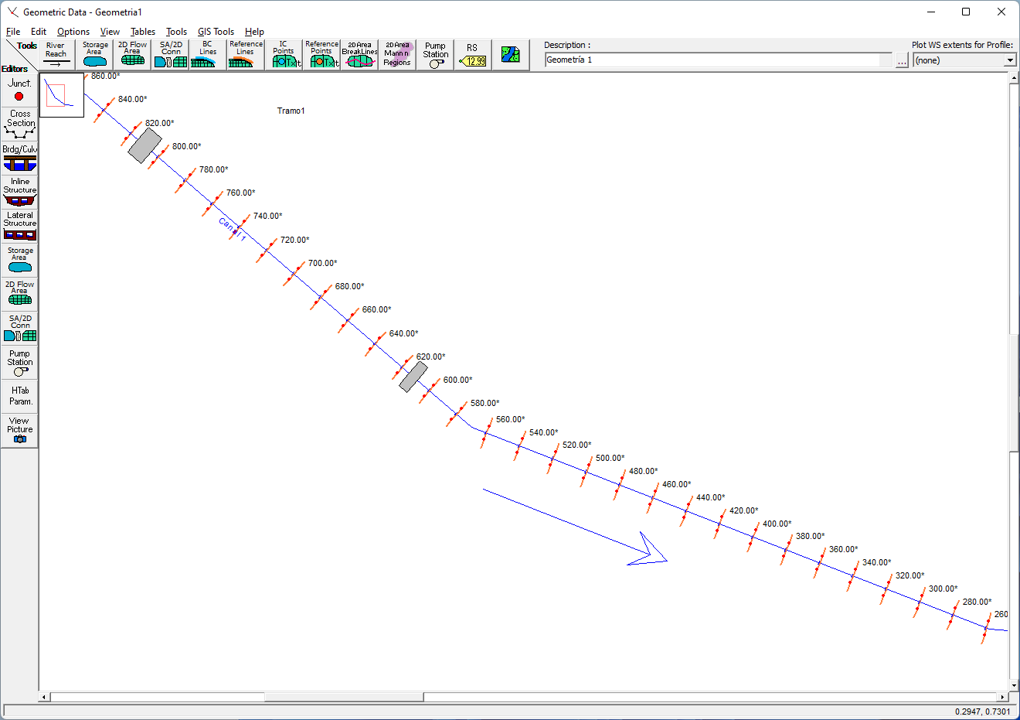 Geometric Data - Geometria1
File Edit Options View Tables Tools GIS Tools Help
Tools
Editors
River
Reach
Storage
Area
2D Flow
Area
SA/2D
Conn
BC
Lines
Reference
Lines
IC
Points
Reference
Points
2D Area
BreakLines
2D Area
Mann n
Regions
Pump
Station
RS
12.99
Description :
Geometría 1
...
Plot WS extents for Profile:
(none)
Junct.
Cross
Section
Brdg/Culv
Inline
Structure
Lateral
Structure
Storage
Area
2D Flow
Area
SA/2D
Conn
Pump
Station
HTab
Param.
View
Picture
Tramo1
Canal 1
860.00*
840.00*
820.00*
800.00*
780.00*
760.00*
740.00*
720.00*
700.00*
680.00*
660.00*
640.00*
620.00*
600.00*
580.00*
560.00*
540.00*
520.00*
500.00*
480.00*
460.00*
440.00*
420.00*
400.00*
380.00*
360.00*
340.00*
320.00*
300.00*
280.00*
260
0.2947, 0.7301